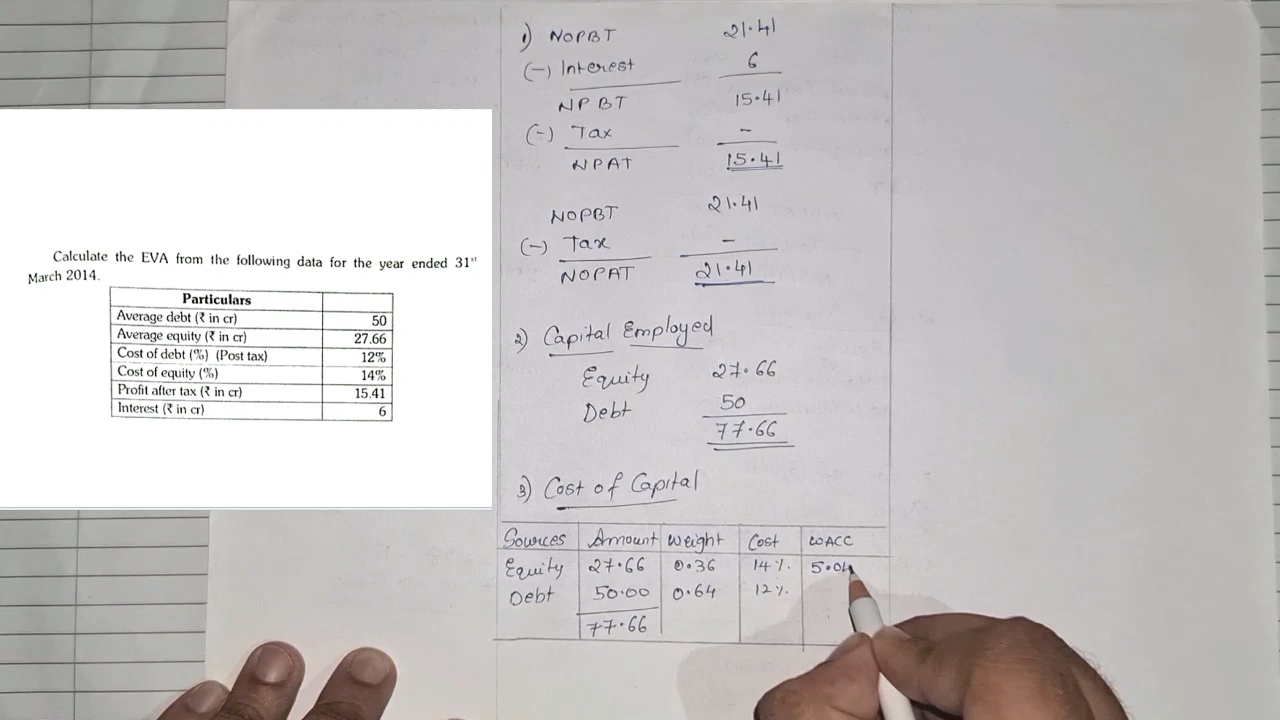 Calculate the EVA from the following data for the year ended 31st
March 2014.
Particulars
Average debt (₹ in cr) 50
Average equity (₹ in cr) 27.66
Cost of debt (%) (Post tax) 12%
Cost of equity (%) 14%
Profit after tax (₹ in cr) 15.41
Interest (₹ in cr) 6
1) NOPBT 21.41
(-) Interest 6
NPBT 15.41
(-) Tax -
NPAT 15.41
NOPBT 21.41
(-) Tax -
NOPAT 21.41
2) Capital Employed
Equity 27.66
Debt 50
77.66
3) Cost of Capital
Sources Amount Weight Cost WACC
Equity 27.66 0.36 14%. 5.04
Debt 50.00 0.64 12%.
77.66